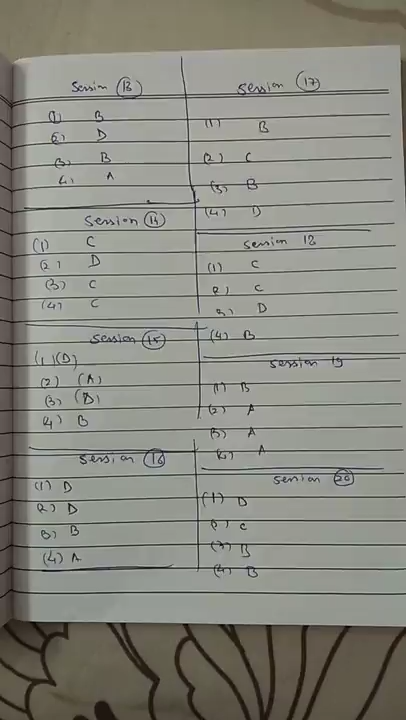 Session 13
(1) B
(2) D
(3) B
(4) A
Session 14
(1) C
(2) D
(3) C
(4) C
Session 15
(1) (D)
(2) (A)
(3) (D)
(4) B
Session 16
(1) D
(2) D
(3) B
(4) A
Session 17
(1) B
(2) C
(3) B
(4) D
Session 18
(1) C
(2) C
(3) D
(4) B
Session 19
(1) B
(2) A
(3) A
(4) A
Session 20
(1) D
(2) C
(3) B
(4) B